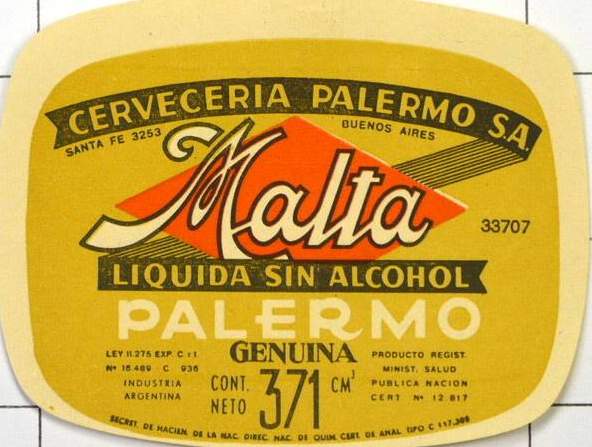 CERVECERIA PALERMO S.A.
SANTA FE 3253
BUENOS AIRES
Malta
33707
LIQUIDA SIN ALCOHOL
PALERMO
GENUINA
LEY 11.275 EXP. C r 1
Nº 16.489 C 936
INDUSTRIA
ARGENTINA
CONT. NETO 371 CM³
PRODUCTO REGIST.
MINIST. SALUD
PUBLICA NACION
CERT Nº 12 817
SECRET. DE HACIEN. DE LA NAC. DIREC. NAC. DE QUIM. CERT. DE ANAL. TIPO C 117.306